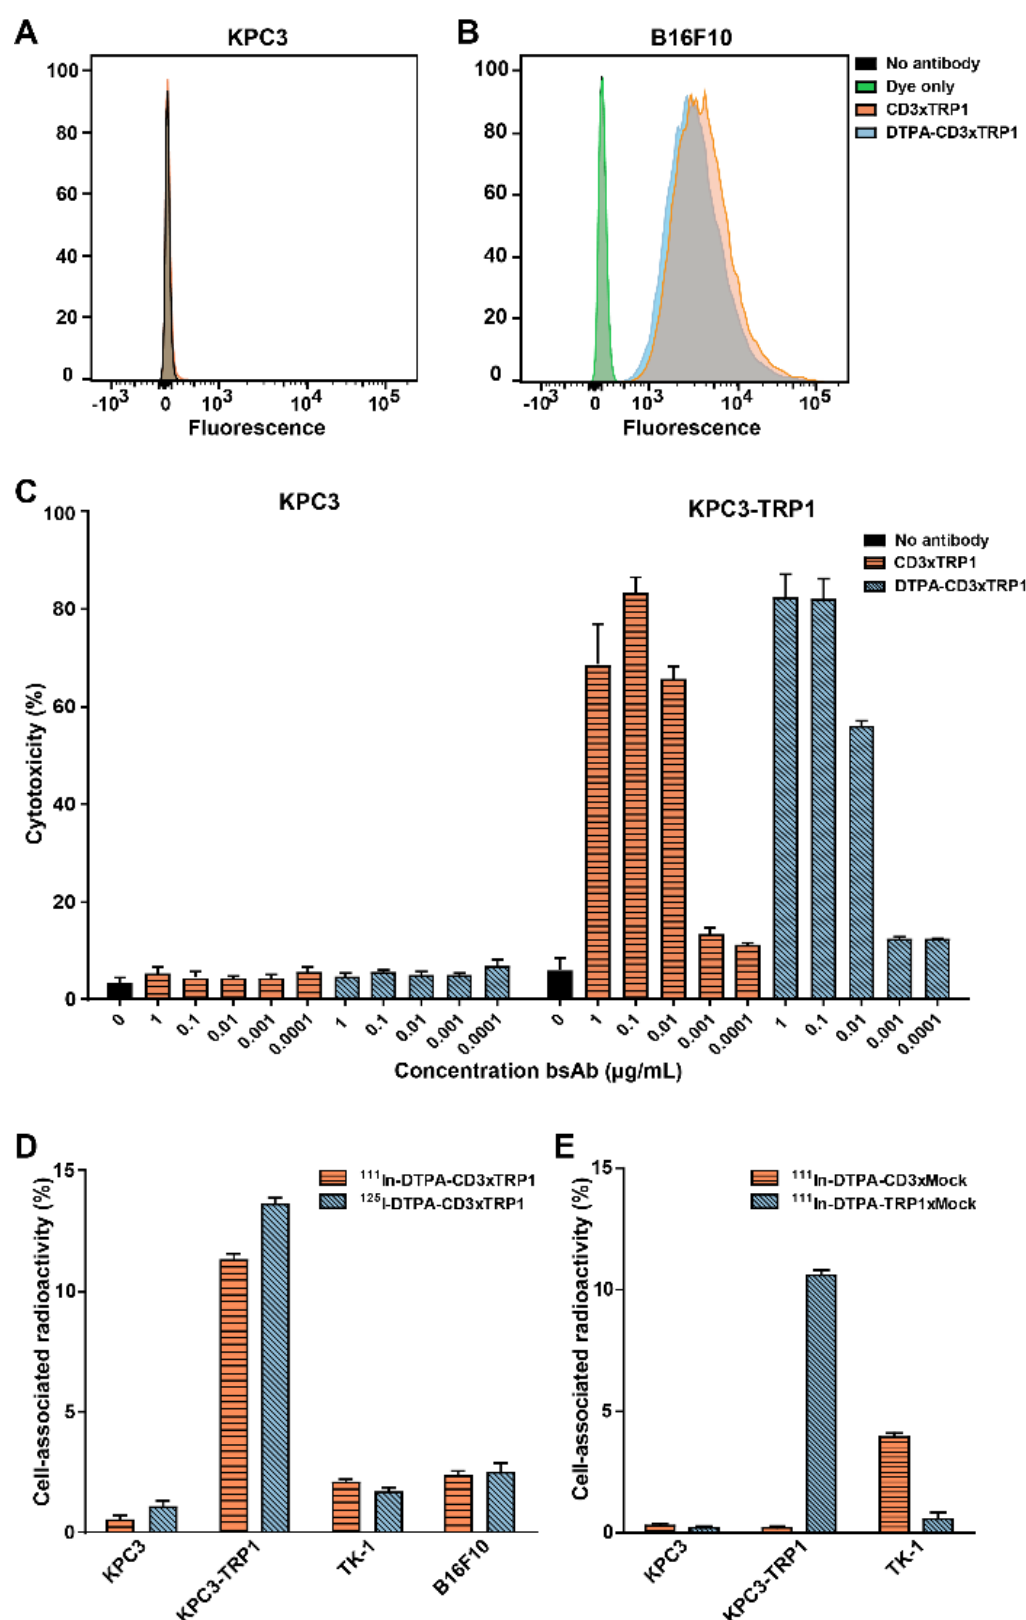 A
KPC3
100
80
60
40
20
0
-10³ 0 10³ 10⁴ 10⁵
Fluorescence
B
B16F10
100
80
60
40
20
0
-10³ 0 10³ 10⁴ 10⁵
Fluorescence
No antibody
Dye only
CD3xTRP1
DTPA-CD3xTRP1
C
KPC3
KPC3-TRP1
No antibody
CD3xTRP1
DTPA-CD3xTRP1
Cytotoxicity (%)
100
80
60
40
20
0
0 1 0.1 0.01 0.001 0.0001 1 0.1 0.01 0.001 0.0001 0 1 0.1 0.01 0.001 0.0001 1 0.1 0.01 0.001 0.0001
Concentration bsAb (µg/mL)
D
¹¹¹In-DTPA-CD3xTRP1
¹²⁵I-DTPA-CD3xTRP1
Cell-associated radioactivity (%)
15
10
5
0
KPC3 KPC3-TRP1 TK-1 B16F10
E
¹¹¹In-DTPA-CD3xMock
¹¹¹In-DTPA-TRP1xMock
Cell-associated radioactivity (%)
15
10
5
0
KPC3 KPC3-TRP1 TK-1